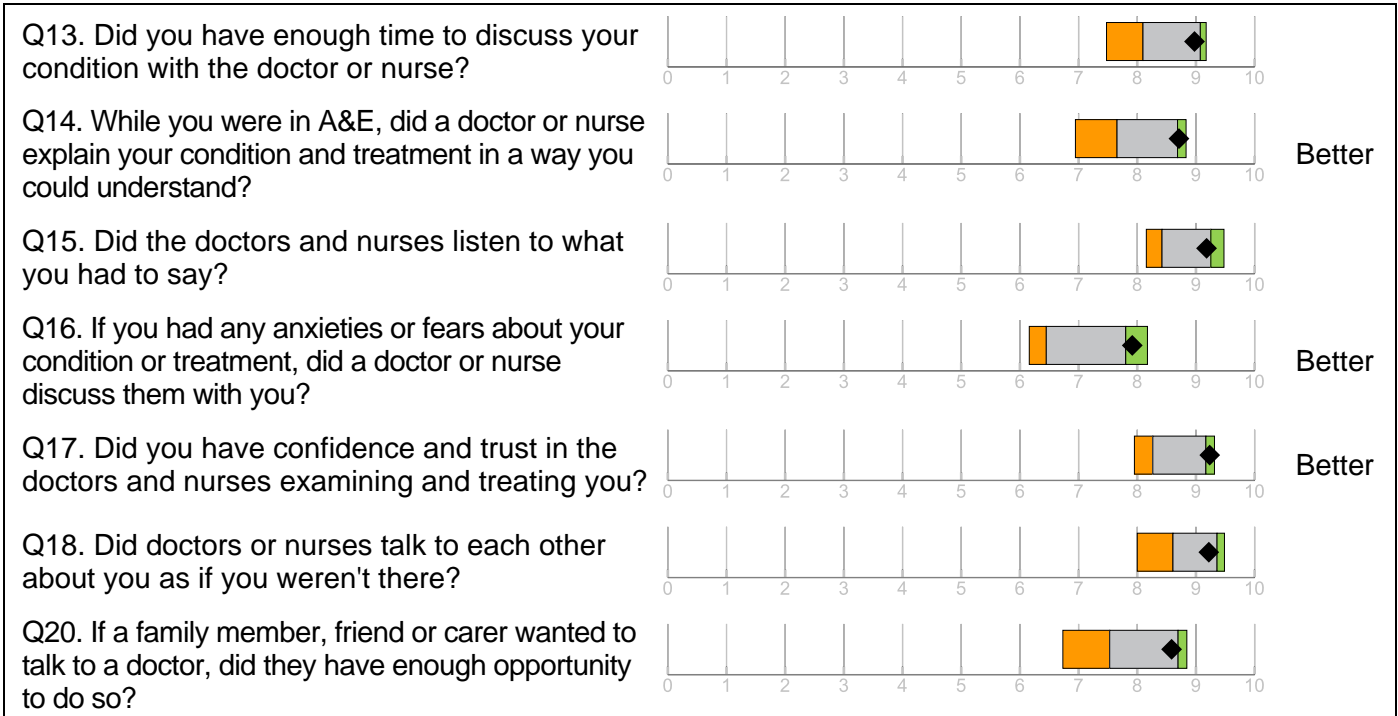 Q13. Did you have enough time to discuss your
condition with the doctor or nurse?
0 1 2 3 4 5 6 7 8 9 10
Q14. While you were in A&E, did a doctor or nurse
explain your condition and treatment in a way you
could understand?
0 1 2 3 4 5 6 7 8 9 10
Better
Q15. Did the doctors and nurses listen to what
you had to say?
0 1 2 3 4 5 6 7 8 9 10
Q16. If you had any anxieties or fears about your
condition or treatment, did a doctor or nurse
discuss them with you?
0 1 2 3 4 5 6 7 8 9 10
Better
Q17. Did you have confidence and trust in the
doctors and nurses examining and treating you?
0 1 2 3 4 5 6 7 8 9 10
Better
Q18. Did doctors or nurses talk to each other
about you as if you weren't there?
0 1 2 3 4 5 6 7 8 9 10
Q20. If a family member, friend or carer wanted to
talk to a doctor, did they have enough opportunity
to do so?
0 1 2 3 4 5 6 7 8 9 10